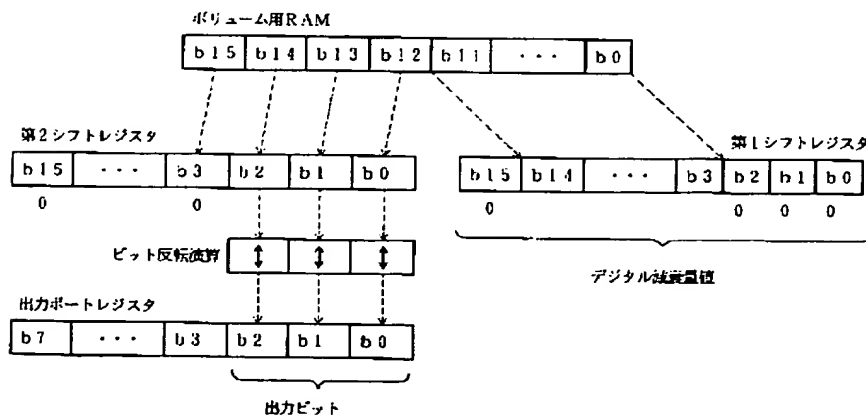 ボリューム用RAM
b15 b14 b13 b12 b11 ・・・ b0
第2シフトレジスタ
b15 ・・・ b3 b2 b1 b0
0 0
第1シフトレジスタ
b15 b14 ・・・ b3 b2 b1 b0
0 0 0 0
ビット反転演算
デジタル減衰量値
出力ポートレジスタ
b7 ・・・ b3 b2 b1 b0
出力ビット